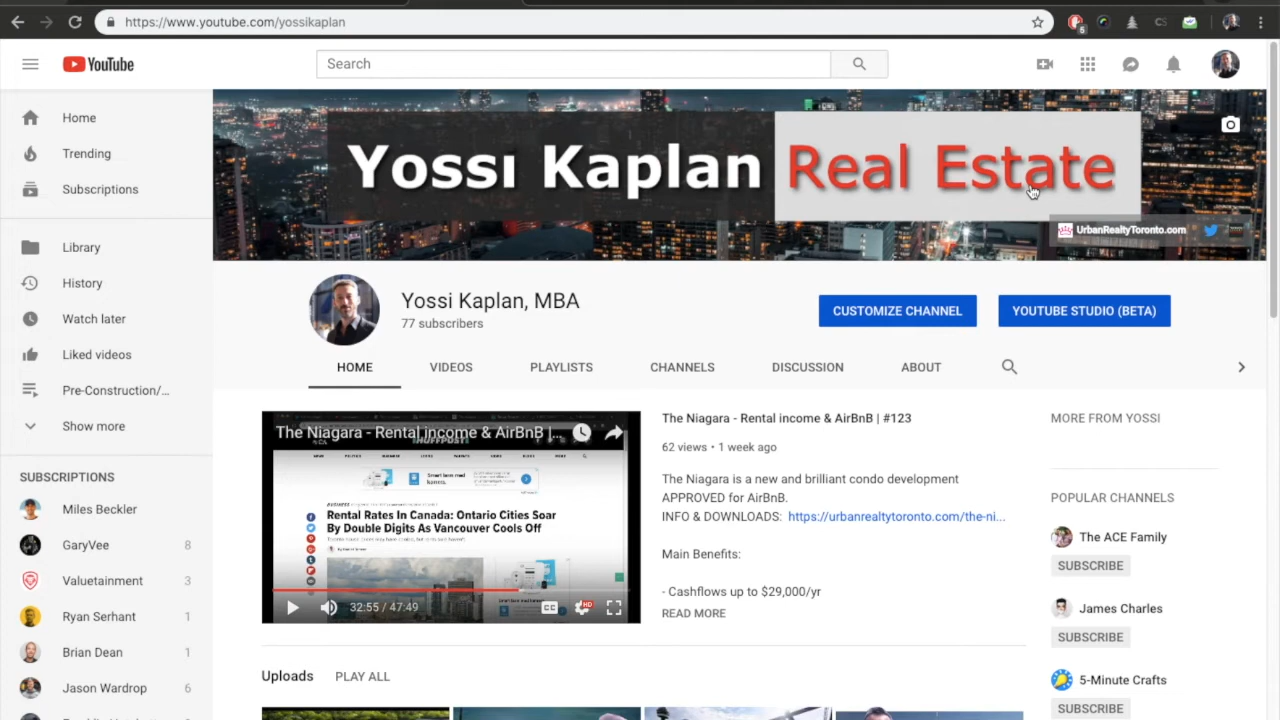 https://www.youtube.com/yossikaplan
5
CS
YouTube
Search
Home
Trending
Subscriptions
Library
History
Watch later
Liked videos
Pre-Construction/...
Show more
SUBSCRIPTIONS
Miles Beckler
GaryVee 8
Valuetainment 3
Ryan Serhant 1
Brian Dean 1
Jason Wardrop 6
Yossı Kaplan Real Estate
UrbanRealtyToronto.com
Yossi Kaplan, MBA
77 subscribers
CUSTOMIZE CHANNEL
YOUTUBE STUDIO (BETA)
HOME VIDEOS PLAYLISTS CHANNELS DISCUSSION ABOUT
The Niagara - Rental income & AirBnB |...
HUFFPOST
Rental Rates In Canada: Ontario Cities Soar
By Double Digits As Vancouver Cools Off
32:55 / 47:49
CC
HD
The Niagara - Rental income & AirBnB | #123
62 views • 1 week ago
The Niagara is a new and brilliant condo development
APPROVED for AirBnB.
INFO & DOWNLOADS: https://urbanrealtytoronto.com/the-ni...
Main Benefits:
- Cashflows up to $29,000/yr
READ MORE
Uploads PLAY ALL
MORE FROM YOSSI
POPULAR CHANNELS
The ACE Family
SUBSCRIBE
James Charles
SUBSCRIBE
5-Minute Crafts
SUBSCRIBE